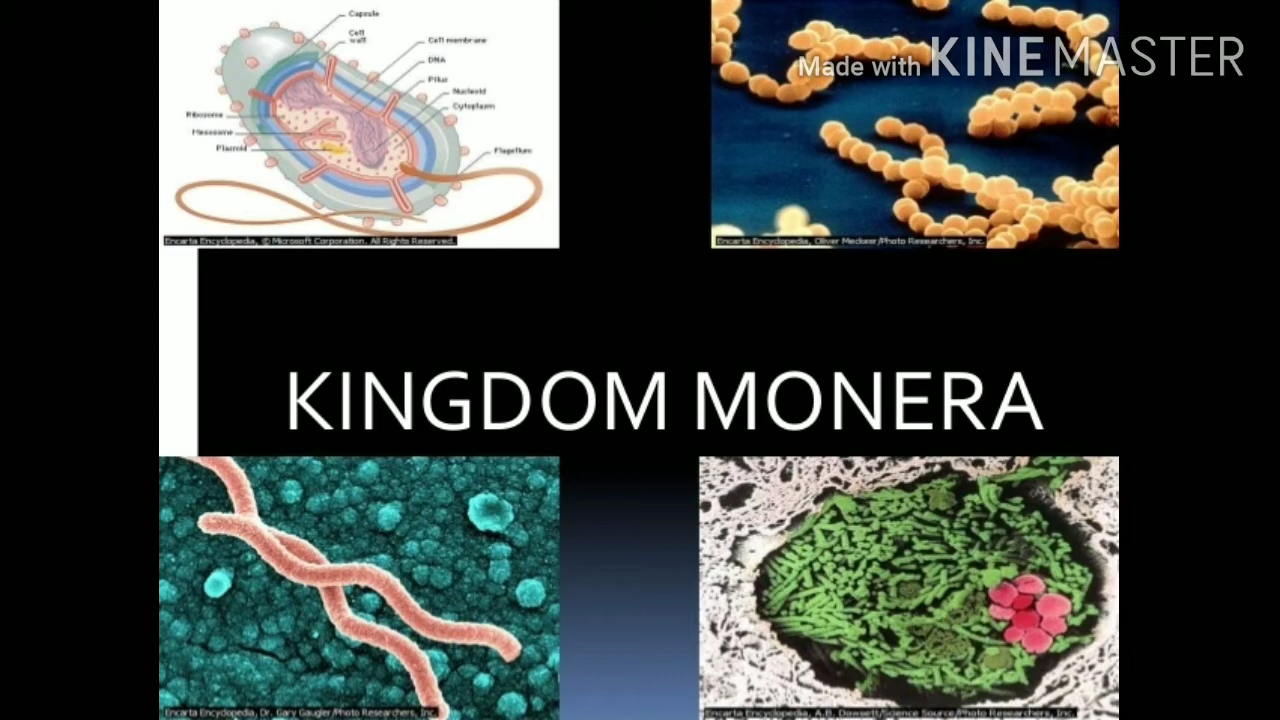 Capsule
Cell
wall
Cell membrane
DNA
Pilus
Nucleoid
Cytoplasm
Ribosome
Mesosome
Plasmid
Flagellum
Encarta Encyclopedia, © Microsoft Corporation. All Rights Reserved.
Made with KINEMASTER
Encarta Encyclopedia, Oliver Meckes/Photo Researchers, Inc.
KINGDOM MONERA
Encarta Encyclopedia, Dr. Gary Gaugler/Photo Researchers, Inc.
Encarta Encyclopedia, A.B. Dowsett/Science Source/Photo Researchers, Inc.